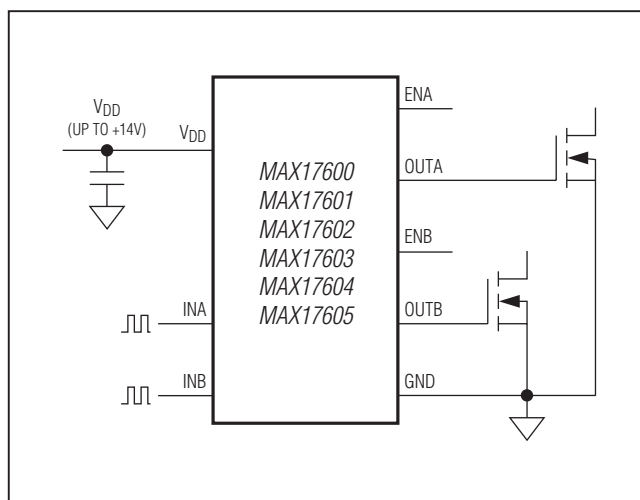 VDD
(UP TO +14V)
VDD
INA
INB
MAX17600
MAX17601
MAX17602
MAX17603
MAX17604
MAX17605
ENA
OUTA
ENB
OUTB
GND